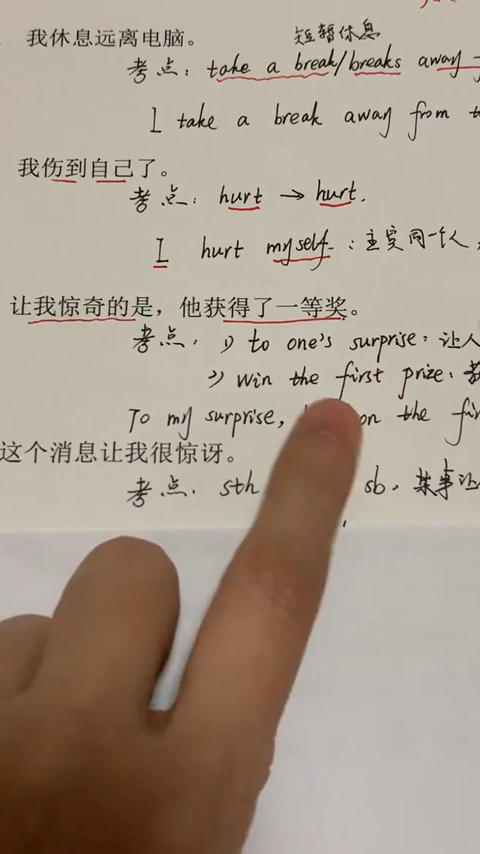 我休息远离电脑。
短暂休息
考点: take a break/breaks away
I take a break away from
我伤到自己了。
考点: hurt → hurt.
I hurt myself.: 主宾同一个人,
让我惊奇的是，他获得了一等奖。
考点: 1) to one's surprise: 让人
2) win the first prize:
To my surprise, on the
这个消息让我很惊讶。
考点. sth sb. 某事让